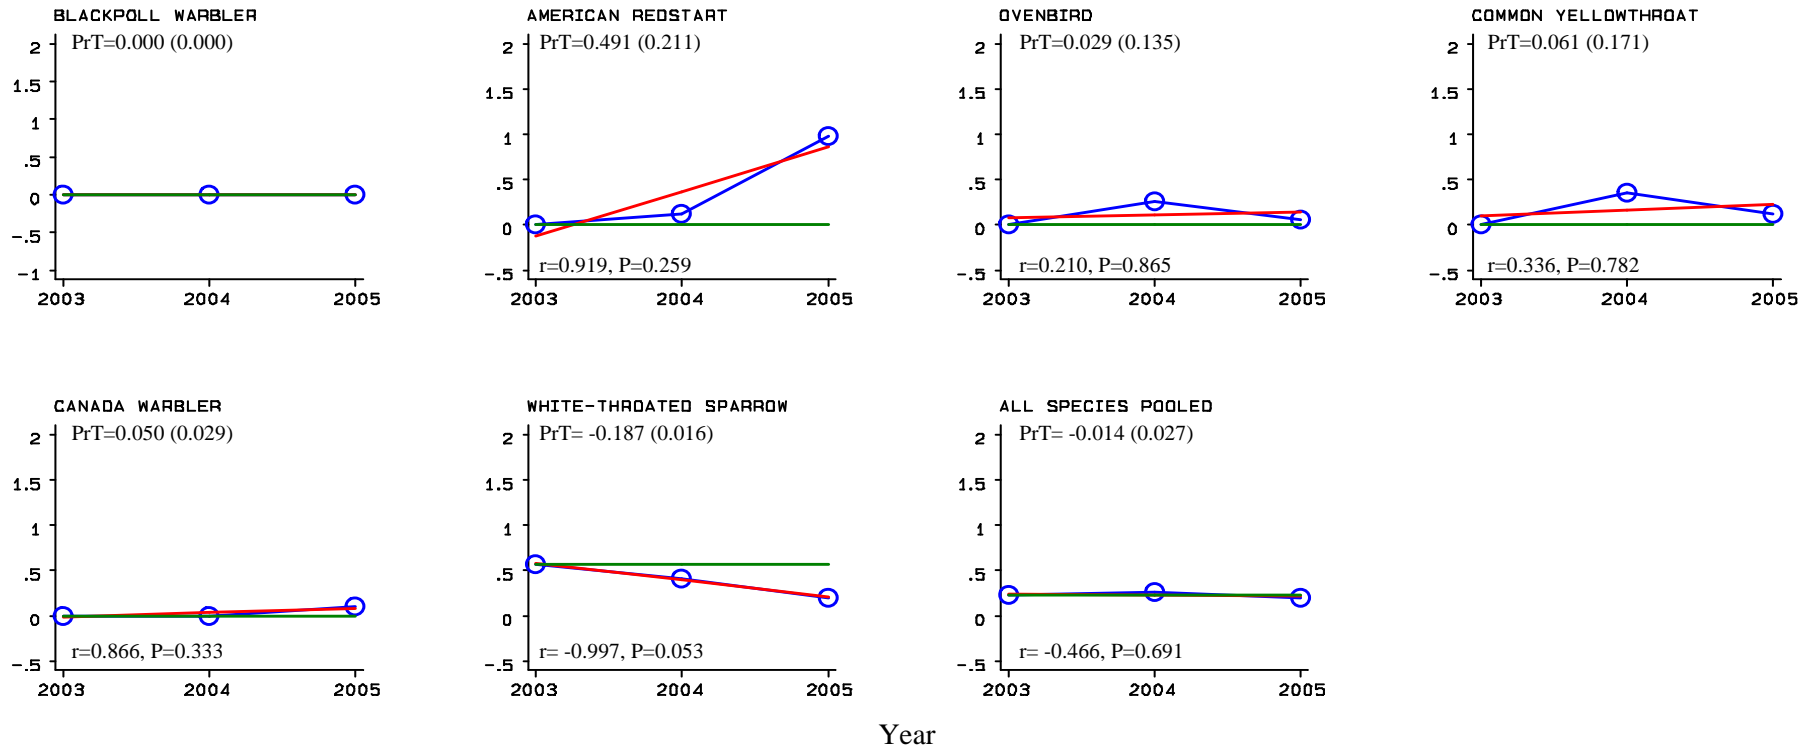 BLACKPOLL WARBLER
PrT=0.000 (0.000)
2
1.5
1
.5
0
-.5
-1
2003 2004 2005
AMERICAN REDSTART
PrT=0.491 (0.211)
2
1.5
1
.5
0
-.5
r=0.919, P=0.259
2003 2004 2005
OVENBIRD
PrT=0.029 (0.135)
2
1.5
1
.5
0
-.5
r=0.210, P=0.865
2003 2004 2005
COMMON YELLOWTHROAT
PrT=0.061 (0.171)
2
1.5
1
.5
0
-.5
r=0.336, P=0.782
2003 2004 2005
CANADA WARBLER
PrT=0.050 (0.029)
2
1.5
1
.5
0
-.5
r=0.866, P=0.333
2003 2004 2005
WHITE-THROATED SPARROW
PrT= -0.187 (0.016)
2
1.5
1
.5
0
-.5
r= -0.997, P=0.053
2003 2004 2005
ALL SPECIES POOLED
PrT= -0.014 (0.027)
2
1.5
1
.5
0
-.5
r= -0.466, P=0.691
2003 2004 2005
Year